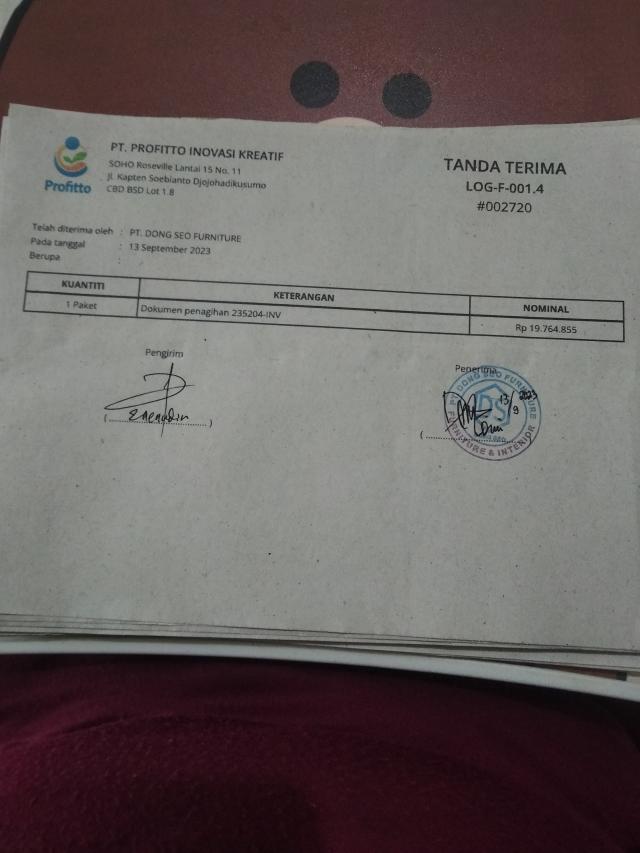 Profitto
PT. PROFITTO INOVASI KREATIF
SOHO Roseville Lantai 15 No. 11
Jl. Kapten Soebianto Djojohadikusumo
CBD BSD Lot 1.8
TANDA TERIMA
LOG-F-001.4
#002720
Telah diterima oleh : PT. DONG SEO FURNITURE
Pada tanggal : 13 September 2023
Berupa :
KUANTITI KETERANGAN NOMINAL
1 Paket Dokumen penagihan 235204-INV Rp 19.764.855
Pengirim
(........................)
Penerima
PT. DONG SEO FURNITURE
DS
13/9 2023
FURNITURE & INTERIOR